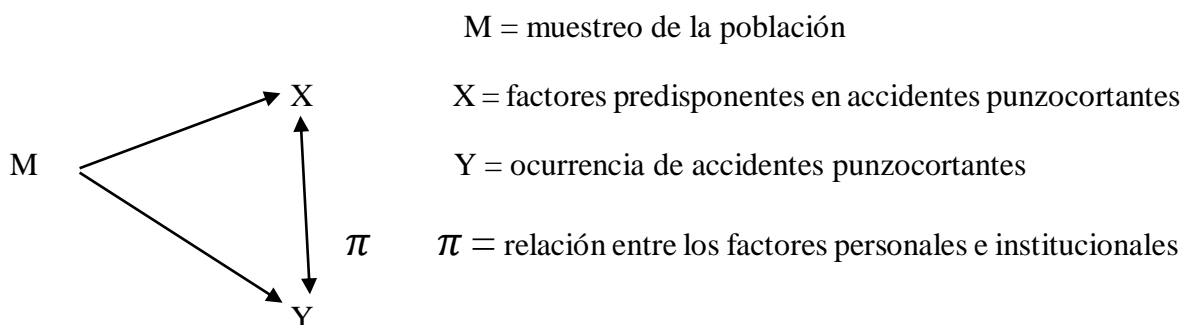 M = muestreo de la población
X X = factores predisponentes en accidentes punzocortantes
M Y = ocurrencia de accidentes punzocortantes
π π = relación entre los factores personales e institucionales
Y